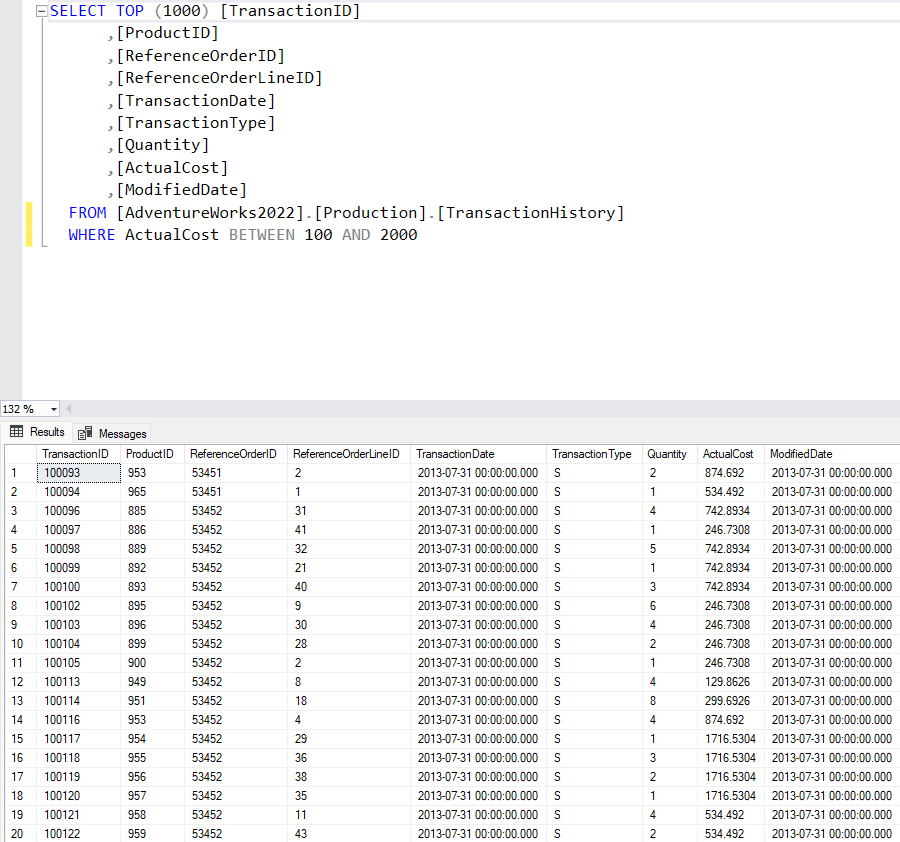 SELECT TOP (1000) [TransactionID]
,[ProductID]
,[ReferenceOrderID]
,[ReferenceOrderLineID]
,[TransactionDate]
,[TransactionType]
,[Quantity]
,[ActualCost]
,[ModifiedDate]
FROM [AdventureWorks2022].[Production].[TransactionHistory]
WHERE ActualCost BETWEEN 100 AND 2000
132 %
Results Messages
TransactionID ProductID ReferenceOrderID ReferenceOrderLineID TransactionDate TransactionType Quantity ActualCost ModifiedDate
1 100093 953 53451 2 2013-07-31 00:00:00.000 S 2 874.692 2013-07-31 00:00:00.000
2 100094 965 53451 1 2013-07-31 00:00:00.000 S 1 534.492 2013-07-31 00:00:00.000
3 100096 885 53452 31 2013-07-31 00:00:00.000 S 4 742.8934 2013-07-31 00:00:00.000
4 100097 886 53452 41 2013-07-31 00:00:00.000 S 1 246.7308 2013-07-31 00:00:00.000
5 100098 889 53452 32 2013-07-31 00:00:00.000 S 5 742.8934 2013-07-31 00:00:00.000
6 100099 892 53452 21 2013-07-31 00:00:00.000 S 1 742.8934 2013-07-31 00:00:00.000
7 100100 893 53452 40 2013-07-31 00:00:00.000 S 3 742.8934 2013-07-31 00:00:00.000
8 100102 895 53452 9 2013-07-31 00:00:00.000 S 6 246.7308 2013-07-31 00:00:00.000
9 100103 896 53452 30 2013-07-31 00:00:00.000 S 4 246.7308 2013-07-31 00:00:00.000
10 100104 899 53452 28 2013-07-31 00:00:00.000 S 2 246.7308 2013-07-31 00:00:00.000
11 100105 900 53452 2 2013-07-31 00:00:00.000 S 1 246.7308 2013-07-31 00:00:00.000
12 100113 949 53452 8 2013-07-31 00:00:00.000 S 4 129.8626 2013-07-31 00:00:00.000
13 100114 951 53452 18 2013-07-31 00:00:00.000 S 8 299.6926 2013-07-31 00:00:00.000
14 100116 953 53452 4 2013-07-31 00:00:00.000 S 4 874.692 2013-07-31 00:00:00.000
15 100117 954 53452 29 2013-07-31 00:00:00.000 S 1 1716.5304 2013-07-31 00:00:00.000
16 100118 955 53452 36 2013-07-31 00:00:00.000 S 3 1716.5304 2013-07-31 00:00:00.000
17 100119 956 53452 38 2013-07-31 00:00:00.000 S 2 1716.5304 2013-07-31 00:00:00.000
18 100120 957 53452 35 2013-07-31 00:00:00.000 S 1 1716.5304 2013-07-31 00:00:00.000
19 100121 958 53452 11 2013-07-31 00:00:00.000 S 4 534.492 2013-07-31 00:00:00.000
20 100122 959 53452 43 2013-07-31 00:00:00.000 S 2 534.492 2013-07-31 00:00:00.000